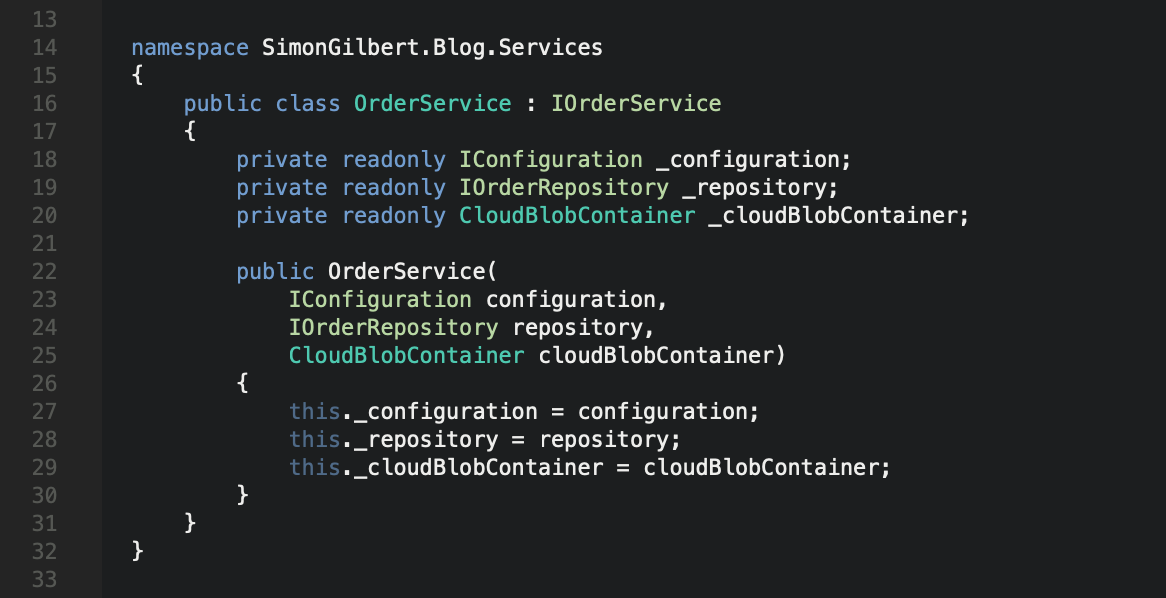 13
14 namespace SimonGilbert.Blog.Services
15 {
16 public class OrderService : IOrderService
17 {
18 private readonly IConfiguration _configuration;
19 private readonly IOrderRepository _repository;
20 private readonly CloudBlobContainer _cloudBlobContainer;
21
22 public OrderService(
23 IConfiguration configuration,
24 IOrderRepository repository,
25 CloudBlobContainer cloudBlobContainer)
26 {
27 this._configuration = configuration;
28 this._repository = repository;
29 this._cloudBlobContainer = cloudBlobContainer;
30 }
31 }
32 }
33